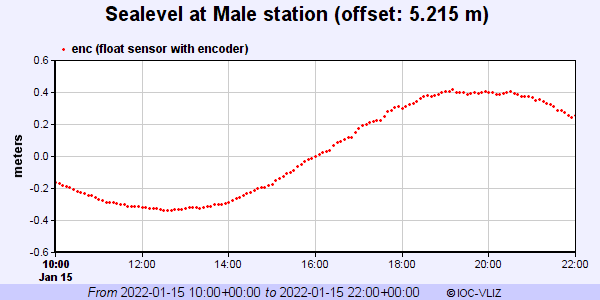 Sealevel at Male station (offset: 5.215 m)
enc (float sensor with encoder)
0.6
0.4
0.2
0.0
-0.2
-0.4
-0.6
meters
10:00 12:00 14:00 16:00 18:00 20:00 22:00
Jan 15
From 2022-01-15 10:00+00:00 to 2022-01-15 22:00+00:00 © IOC-VLIZ